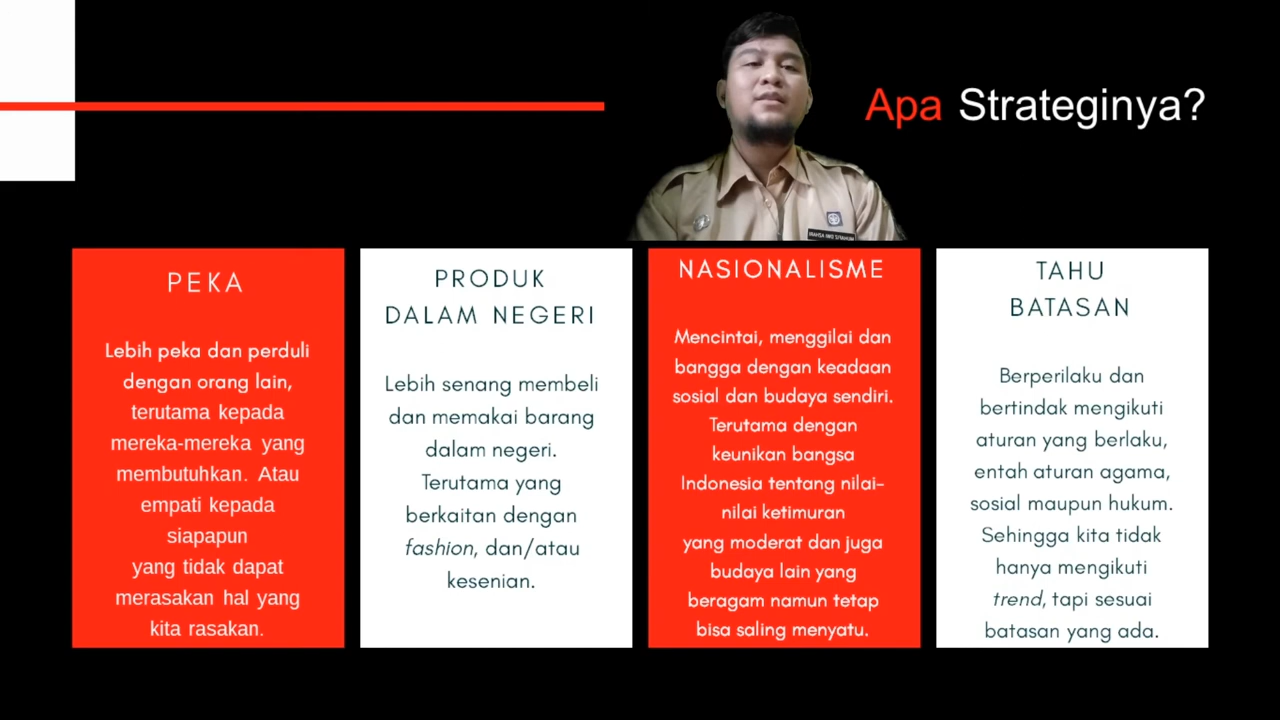 Apa Strateginya?
PEKA
Lebih peka dan perduli
dengan orang lain,
terutama kepada
mereka-mereka yang
membutuhkan. Atau
empati kepada
siapapun
yang tidak dapat
merasakan hal yang
kita rasakan.
PRODUK
DALAM NEGERI
Lebih senang membeli
dan memakai barang
dalam negeri.
Terutama yang
berkaitan dengan
fashion, dan/atau
kesenian.
NASIONALISME
Mencintai, menggilai dan
bangga dengan keadaan
sosial dan budaya sendiri.
Terutama dengan
keunikan bangsa
Indonesia tentang nilai-
nilai ketimuran
yang moderat dan juga
budaya lain yang
beragam namun tetap
bisa saling menyatu.
TAHU
BATASAN
Berperilaku dan
bertindak mengikuti
aturan yang berlaku,
entah aturan agama,
sosial maupun hukum.
Sehingga kita tidak
hanya mengikuti
trend, tapi sesuai
batasan yang ada.